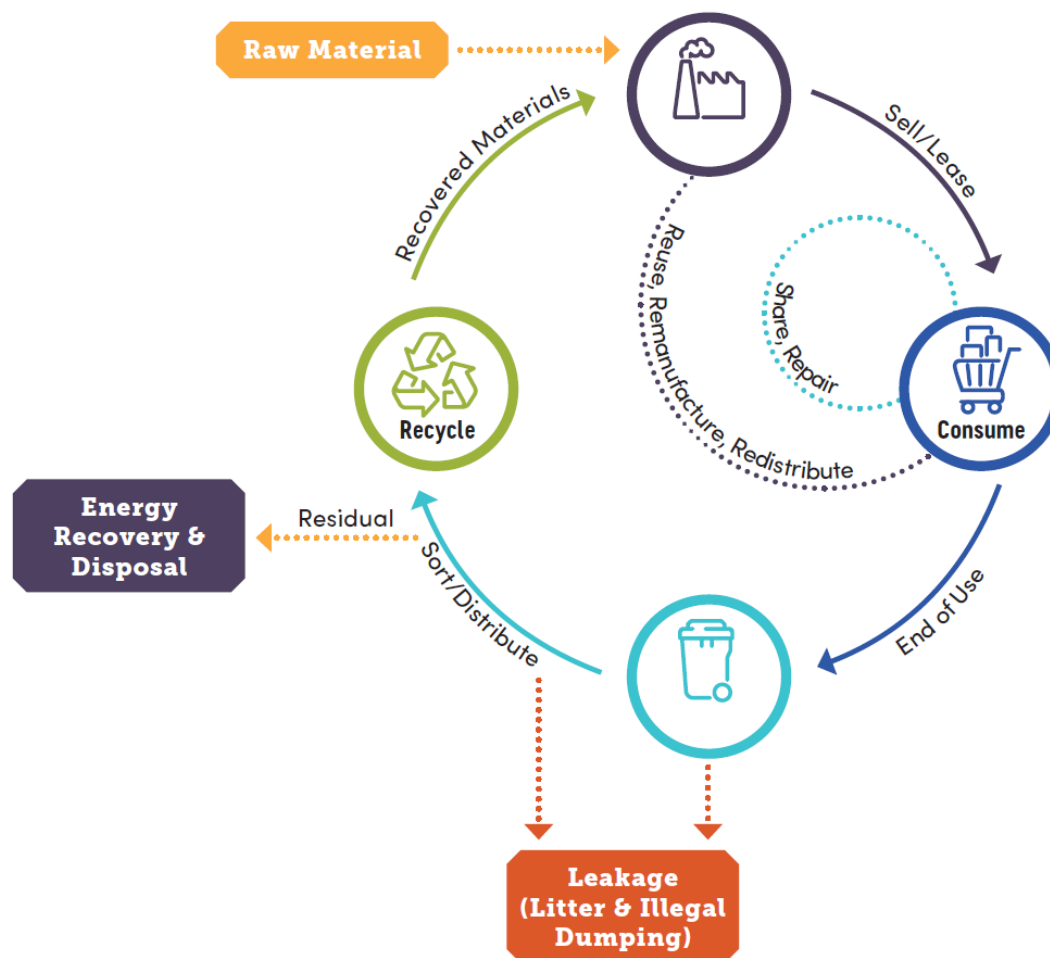 Raw Material
Recovered Materials
Sell/Lease
Reuse, Remanufacture, Redistribute
Share, Repair
Recycle
Consume
Energy
Recovery &
Disposal
Residual
Sort/Distribute
End of Use
Leakage
(Litter & Illegal
Dumping)